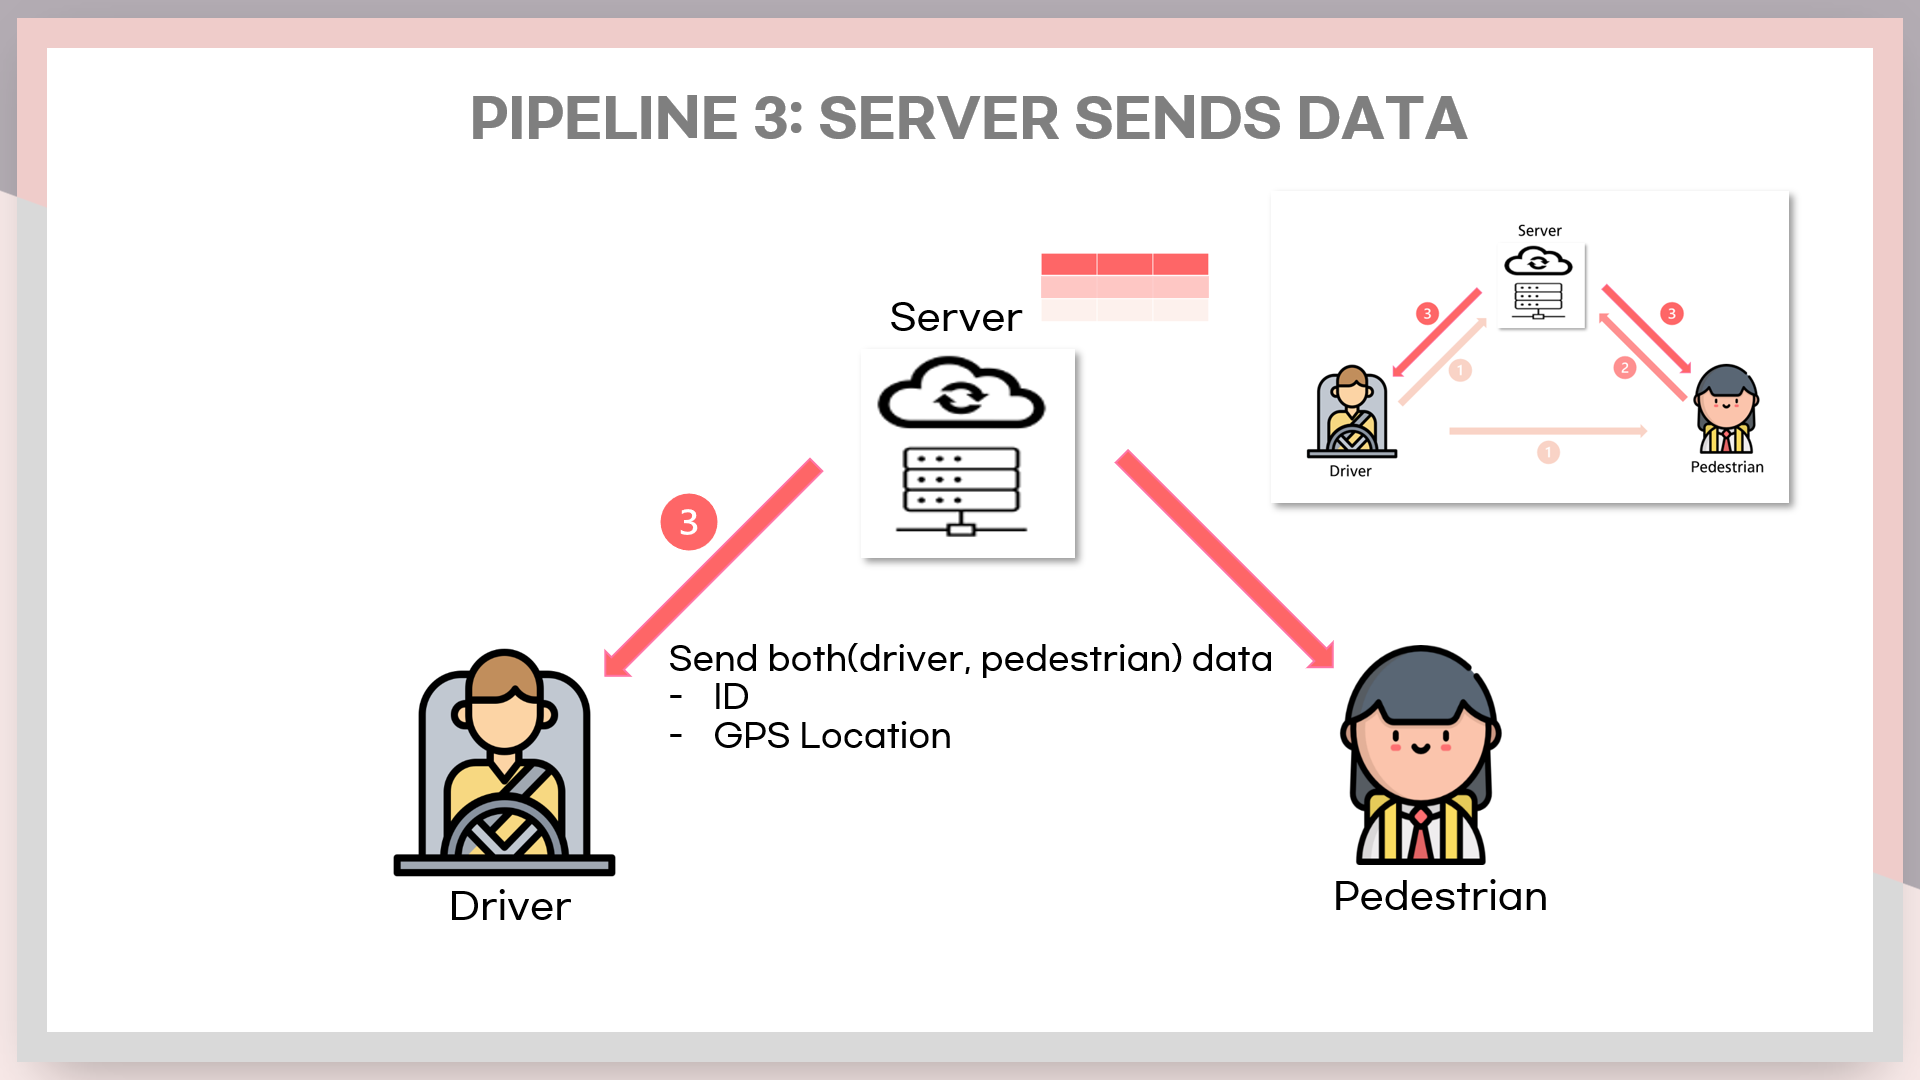 PIPELINE 3: SERVER SENDS DATA
Server
3
Send both(driver, pedestrian) data
- ID
- GPS Location
Driver
Pedestrian
Server
3
3
1
2
1
Driver
Pedestrian